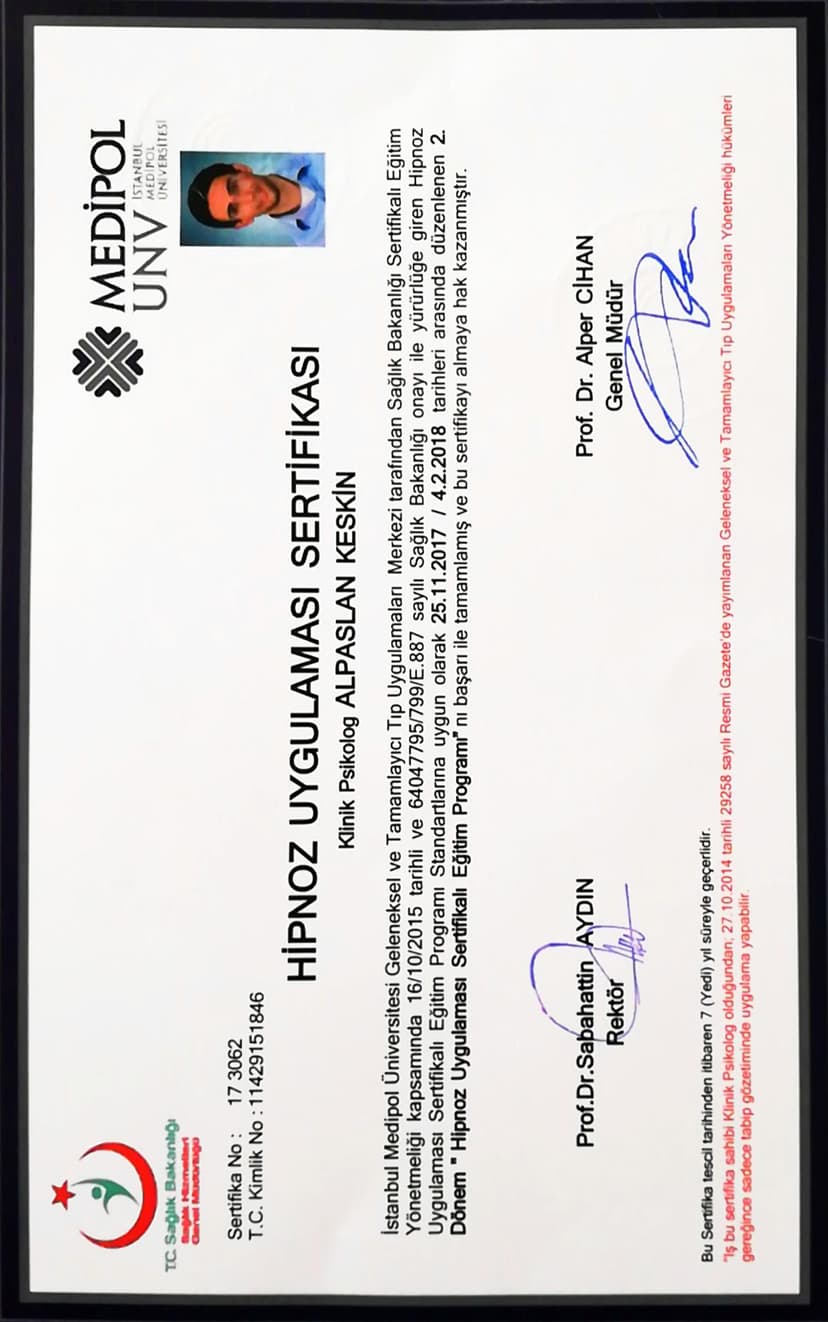 T.C. Sağlık Bakanlığı
Sağlık Hizmetleri
Genel Müdürlüğü
MEDİPOL
ÜNV İSTANBUL
MEDİPOL
ÜNİVERSİTESİ
Sertifika No : 17 3062
T.C. Kimlik No : 11429151846
HİPNOZ UYGULAMASI SERTİFİKASI
Klinik Psikolog ALPASLAN KESKİN
İstanbul Medipol Üniversitesi Geleneksel ve Tamamlayıcı Tıp Uygulamaları Merkezi tarafından Sağlık Bakanlığı Sertifikalı Eğitim
Yönetmeliği kapsamında 16/10/2015 tarihli ve 64047795/799/E.887 sayılı Sağlık Bakanlığı onayı ile yürürlüğe giren Hipnoz
Uygulaması Sertifikalı Eğitim Programı Standartlarına uygun olarak 25.11.2017 / 4.2.2018 tarihleri arasında düzenlenen 2.
Dönem " Hipnoz Uygulaması Sertifikalı Eğitim Programı" nı başarı ile tamamlamış ve bu sertifikayı almaya hak kazanmıştır.
Prof.Dr.Sabahattin AYDIN
Rektör
Prof. Dr. Alper CİHAN
Genel Müdür
Bu Sertifika tescil tarihinden itibaren 7 (Yedi) yıl süreyle geçerlidir.
"İş bu sertifika sahibi Klinik Psikolog olduğundan; 27.10.2014 tarihli 29258 sayılı Resmi Gazete'de yayımlanan Geleneksel ve Tamamlayıcı Tıp Uygulamaları Yönetmeliği hükümleri
gereğince sadece tabip gözetiminde uygulama yapabilir.